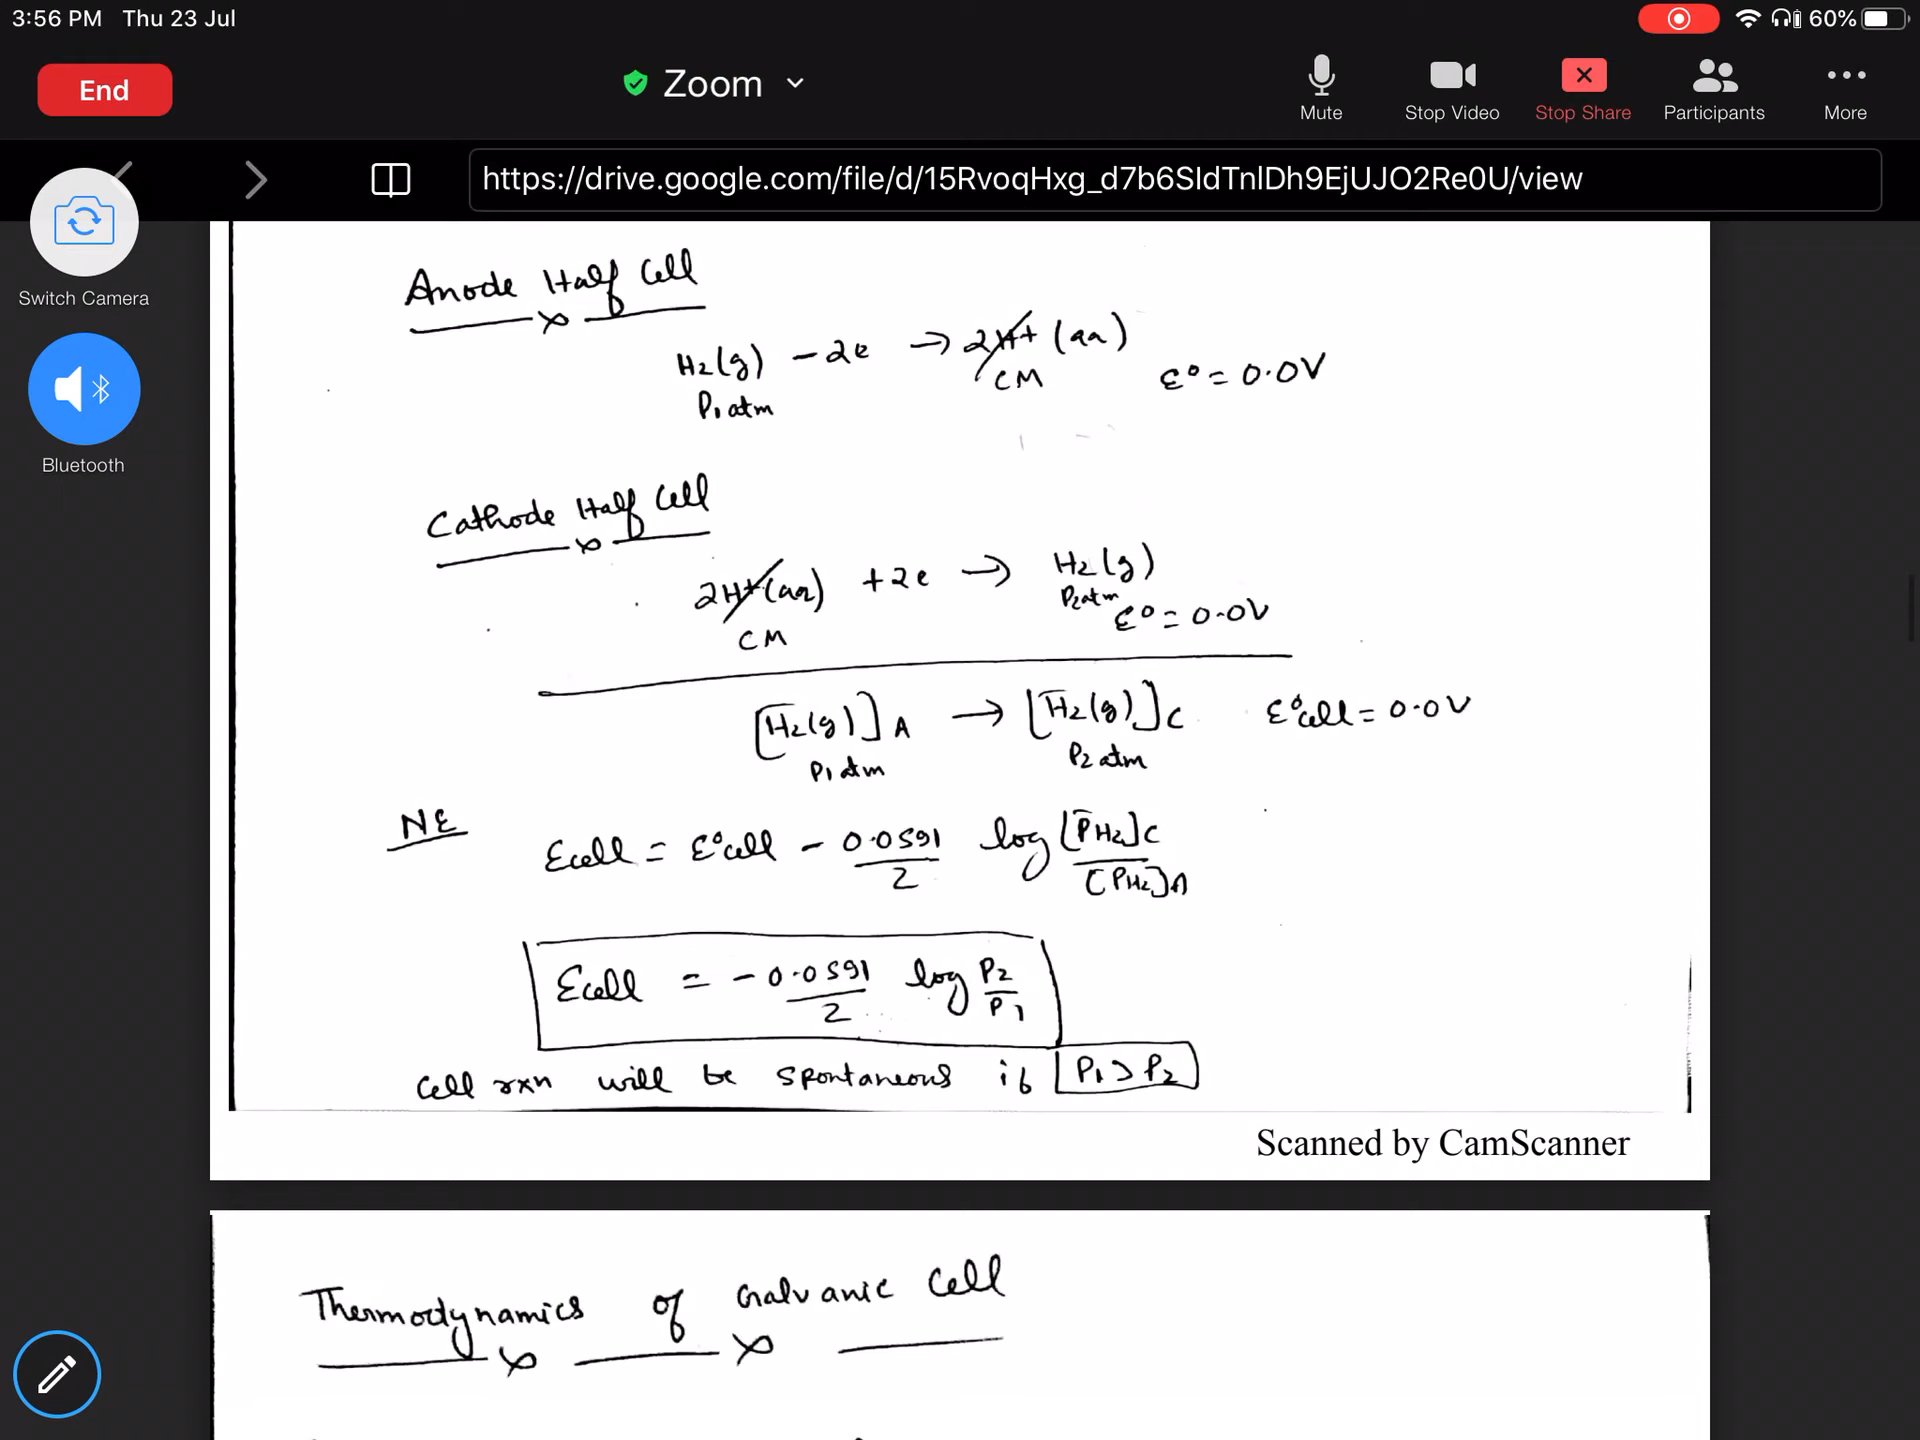 3:56 PM Thu 23 Jul
60%
End
Zoom
Mute
Stop Video
Stop Share
Participants
More
https://drive.google.com/file/d/15RvoqHxg_d7b6SIdTnlDh9EjUJO2Re0U/view
Switch Camera
Bluetooth
Anode Half Cell
H₂(g) - 2e → 2H+ (aq) ε° = 0.0V
P₁ atm CM
Cathode Half Cell
2H+(aq) + 2e → H₂(g)
CM P₂ atm ε° = 0.0V
[H₂(g)]A → [H₂(g)]C ε°cell = 0.0V
P₁ atm P₂ atm
NE Ecell = ε°cell - 0.0591/2 log [PH₂]C/[PH₂]A
Ecell = -0.0591/2 log P₂/P₁
Cell rxn will be spontaneous if P₁ > P₂
Scanned by CamScanner
Thermodynamics of Galvanic Cell